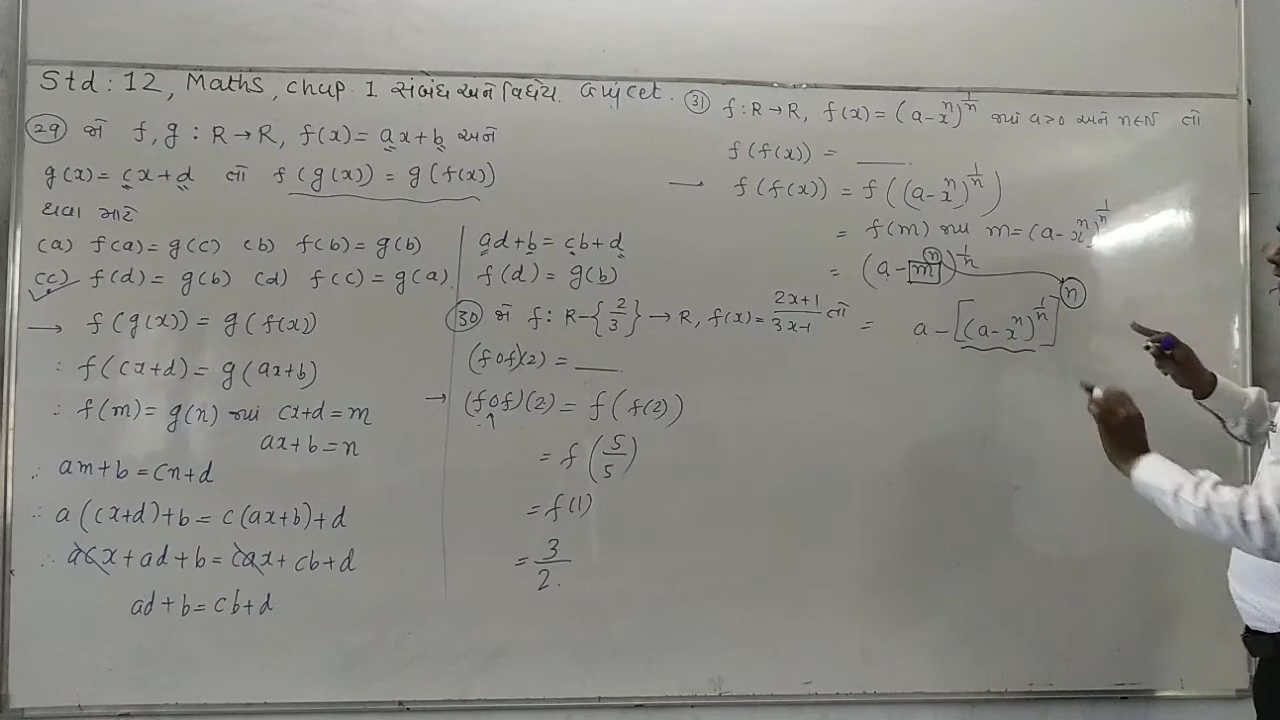 Std : 12, Maths, chap. 1 સંબંધ અને વિધેય. Gujcet.
(29) જો f, g : R → R, f(x) = ax+b અને
g(x) = cx+d તો f(g(x)) = g(f(x))
થવા માટે
(a) f(a) = g(c) (b) f(b) = g(b)
(c) f(d) = g(b) (d) f(c) = g(a)
→ f(g(x)) = g(f(x))
∴ f(cx+d) = g(ax+b)
∴ f(m) = g(n) જ્યાં cx+d = m
ax+b = n
∴ am+b = cn+d
∴ a(cx+d)+b = c(ax+b)+d
∴ acx + ad + b = cax + cb + d
ad + b = cb + d
ad+b = cb+d
f(d) = g(b)
(30) જો f : R-{2/3} → R, f(x) = 2x+1/3x-1 તો
(fof)(2) = ___
→ (fof)(2) = f(f(2))
= f(5/5)
= f(1)
= 3/2.
(31) f : R → R, f(x) = (a-x^n)^1/n જ્યાં a>0 અને n∈N તો
f(f(x)) = ___.
→ f(f(x)) = f((a-x^n)^1/n)
= f(m) જ્યાં m = (a-x^n)^1/n
= (a-m^n)^1/n
= a - [(a-x^n)^1/n]^n